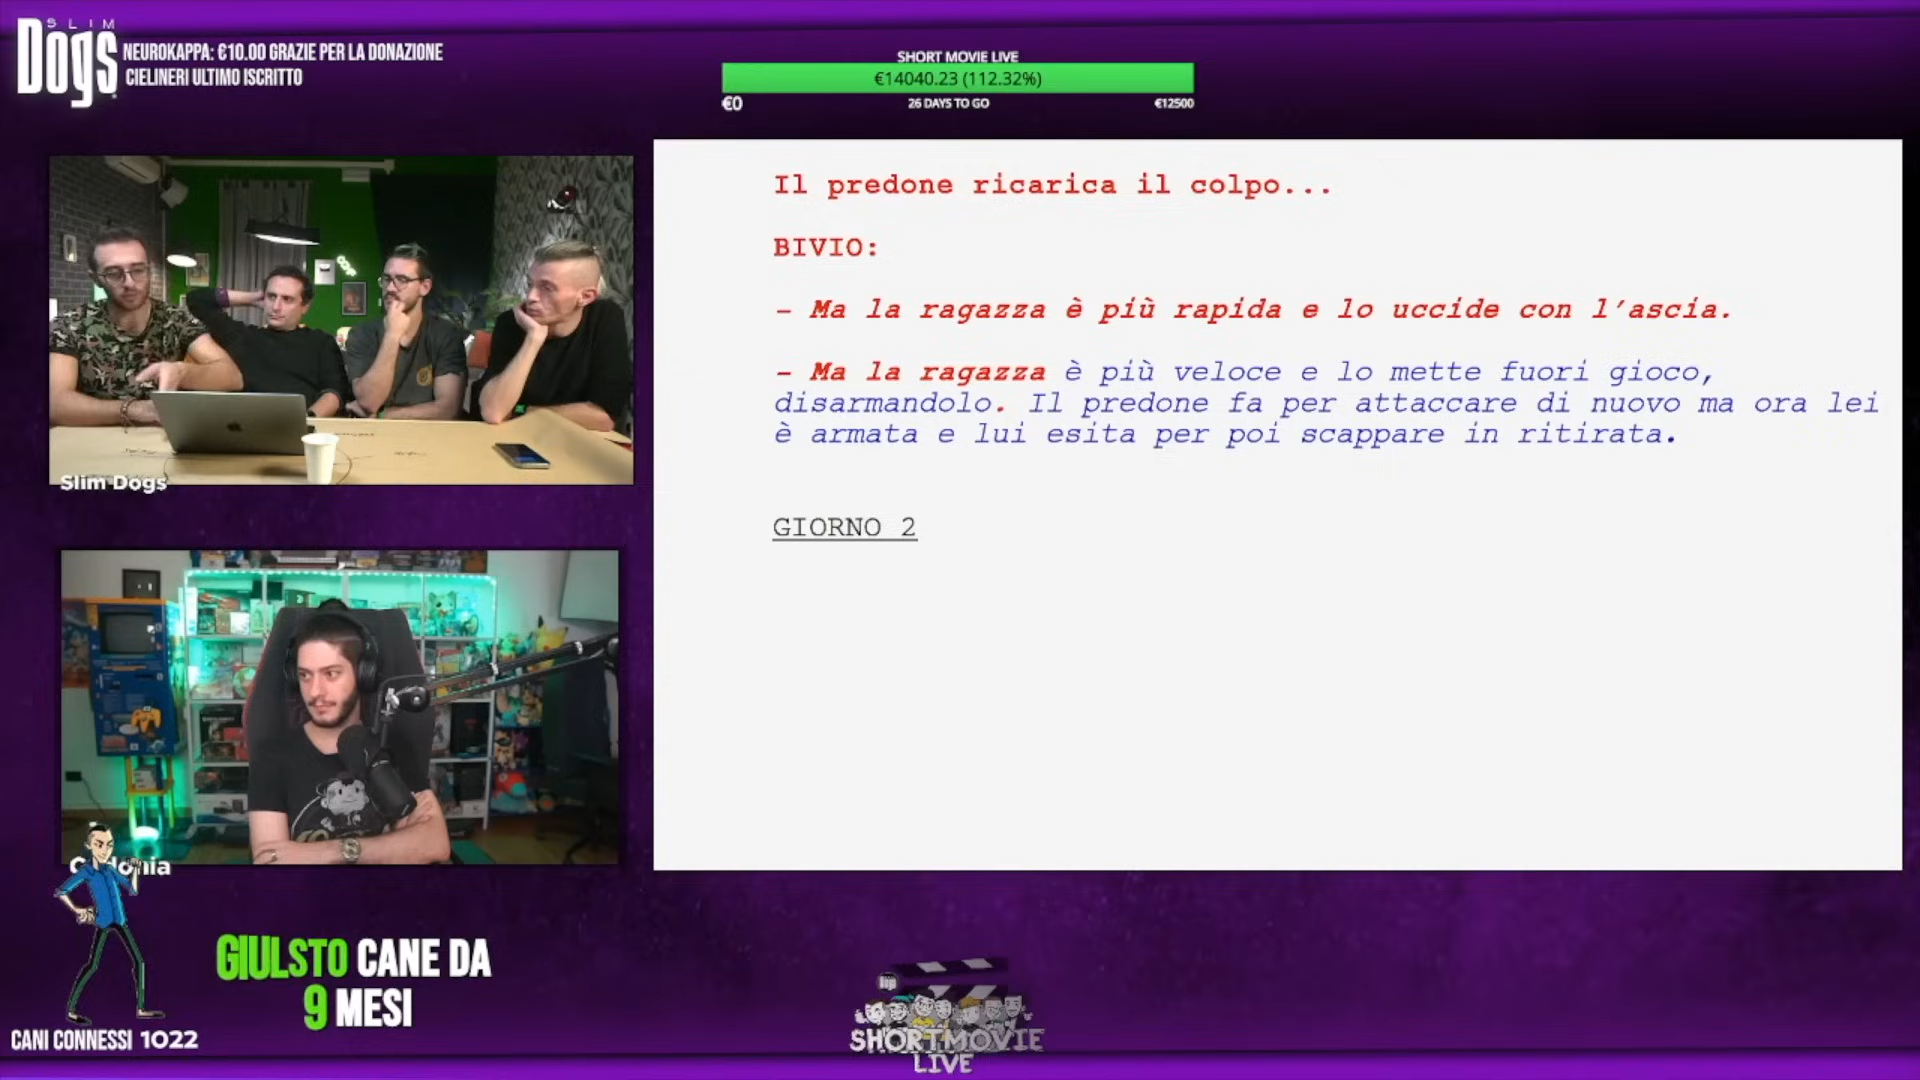 SLIM
Dogs
NEUROKAPPA: €10.00 GRAZIE PER LA DONAZIONE
CIELINERI ULTIMO ISCRITTO
SHORT MOVIE LIVE
€14040.23 (112.32%)
€0
26 DAYS TO GO
€12500
Il predone ricarica il colpo...
BIVIO:
- Ma la ragazza è più rapida e lo uccide con l'ascia.
- Ma la ragazza è più veloce e lo mette fuori gioco,
disarmandolo. Il predone fa per attaccare di nuovo ma ora lei
è armata e lui esita per poi scappare in ritirata.
GIORNO 2
Slim Dogs
GIULSTO CANE DA
9 MESI
CANI CONNESSI 1022
SHORTMOVIE
LIVE